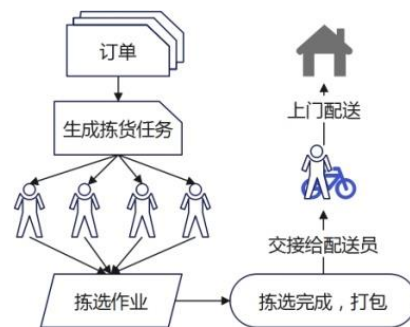 订单
生成拣货任务
拣选作业
拣选完成，打包
交接给配送员
上门配送